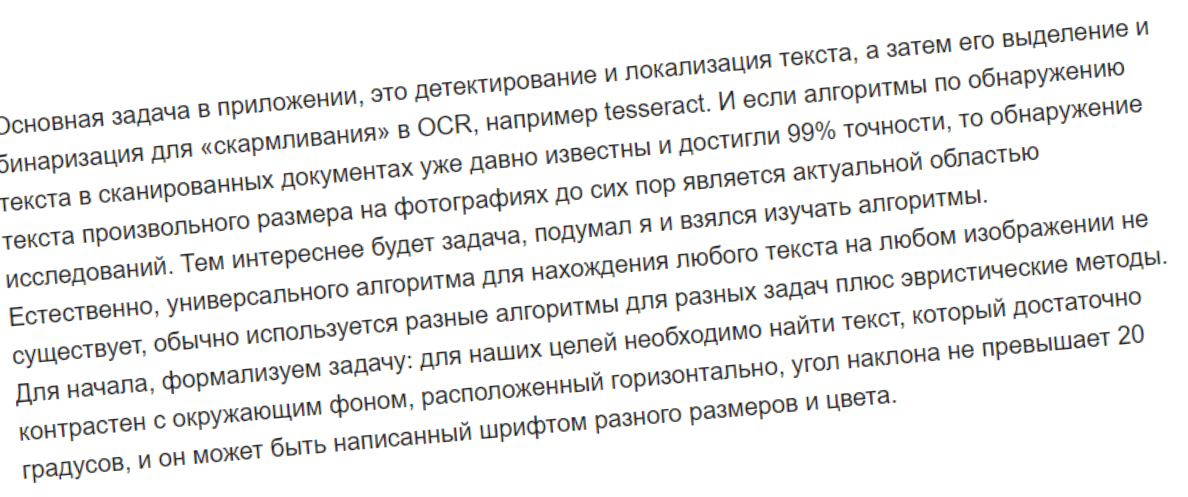 Основная задача в приложении, это детектирование и локализация текста, а затем его выделение и
бинаризация для «скармливания» в OCR, например tesseract. И если алгоритмы по обнаружению
текста в сканированных документах уже давно известны и достигли 99% точности, то обнаружение
текста произвольного размера на фотографиях до сих пор является актуальной областью
исследований. Тем интереснее будет задача, подумал я и взялся изучать алгоритмы.
Естественно, универсального алгоритма для нахождения любого текста на любом изображении не
существует, обычно используется разные алгоритмы для разных задач плюс эвристические методы.
Для начала, формализуем задачу: для наших целей необходимо найти текст, который достаточно
контрастен с окружающим фоном, расположенный горизонтально, угол наклона не превышает 20
градусов, и он может быть написанный шрифтом разного размеров и цвета.